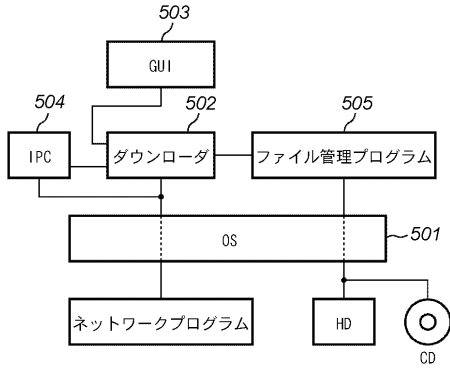 503
GUI
504
502
505
IPC
ダウンローダ
ファイル管理プログラム
OS
501
ネットワークプログラム
HD
CD